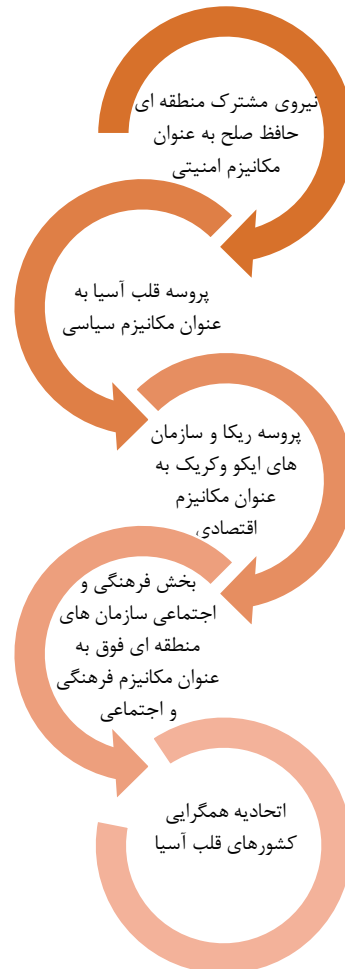 نیروی مشترک منطقه ای
حافظ صلح به عنوان
مکانیزم امنیتی
پروسه قلب آسیا به
عنوان مکانیزم سیاسی
پروسه ریکا و سازمان
های ایکو وکریک به
عنوان مکانیزم
اقتصادی
بخش فرهنگی و
اجتماعی سازمان های
منطقه ای فوق به
عنوان مکانیزم فرهنگی
و اجتماعی
اتحادیه همگرایی
کشورهای قلب آسیا